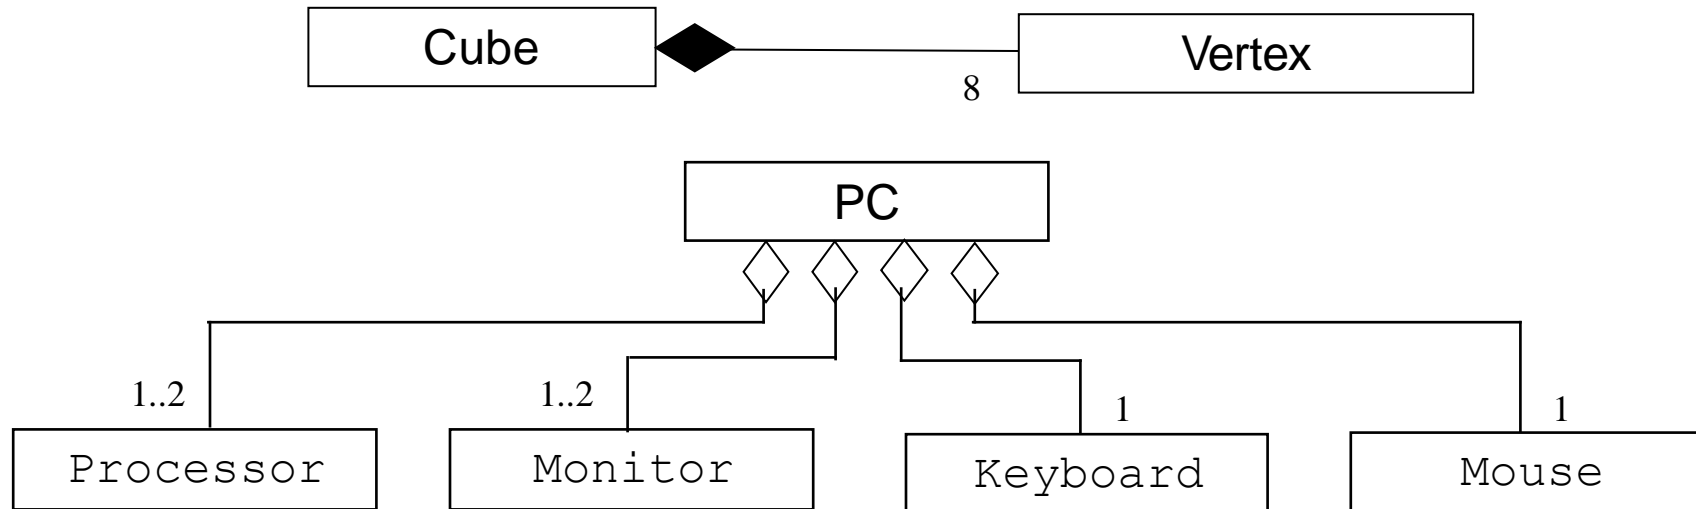 Cube
Vertex
8
PC
1..2
1..2
1
1
Processor
Monitor
Keyboard
Mouse